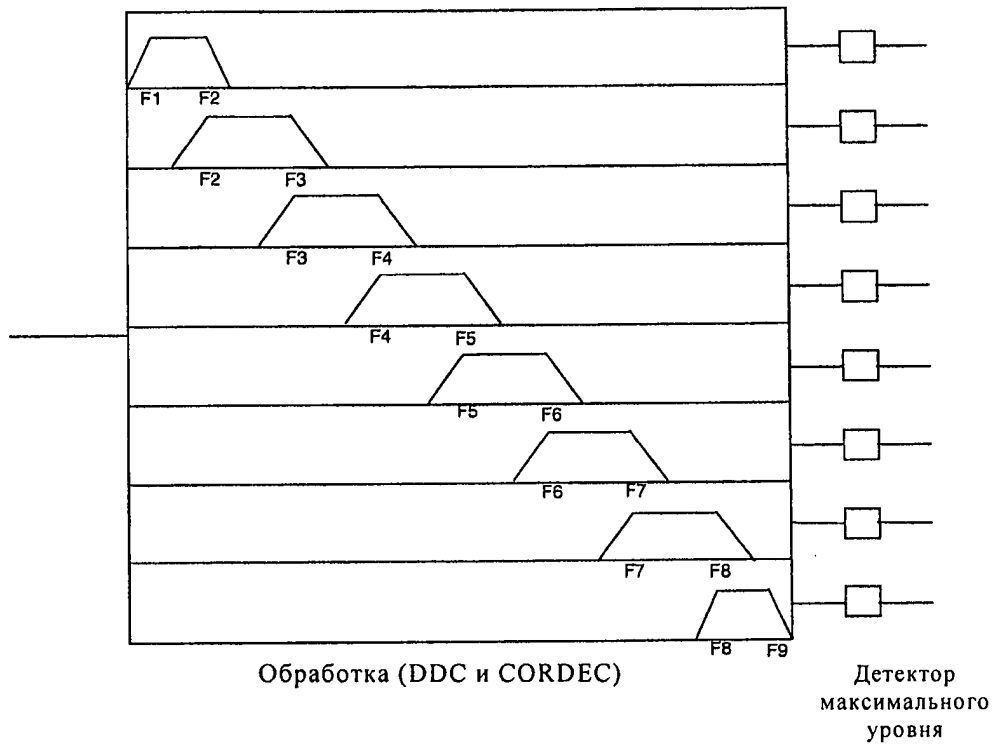 F1 F2
F2 F3
F3 F4
F4 F5
F5 F6
F6 F7
F7 F8
F8 F9
Обработка (DDC и CORDEC)
Детектор
максимального
уровня